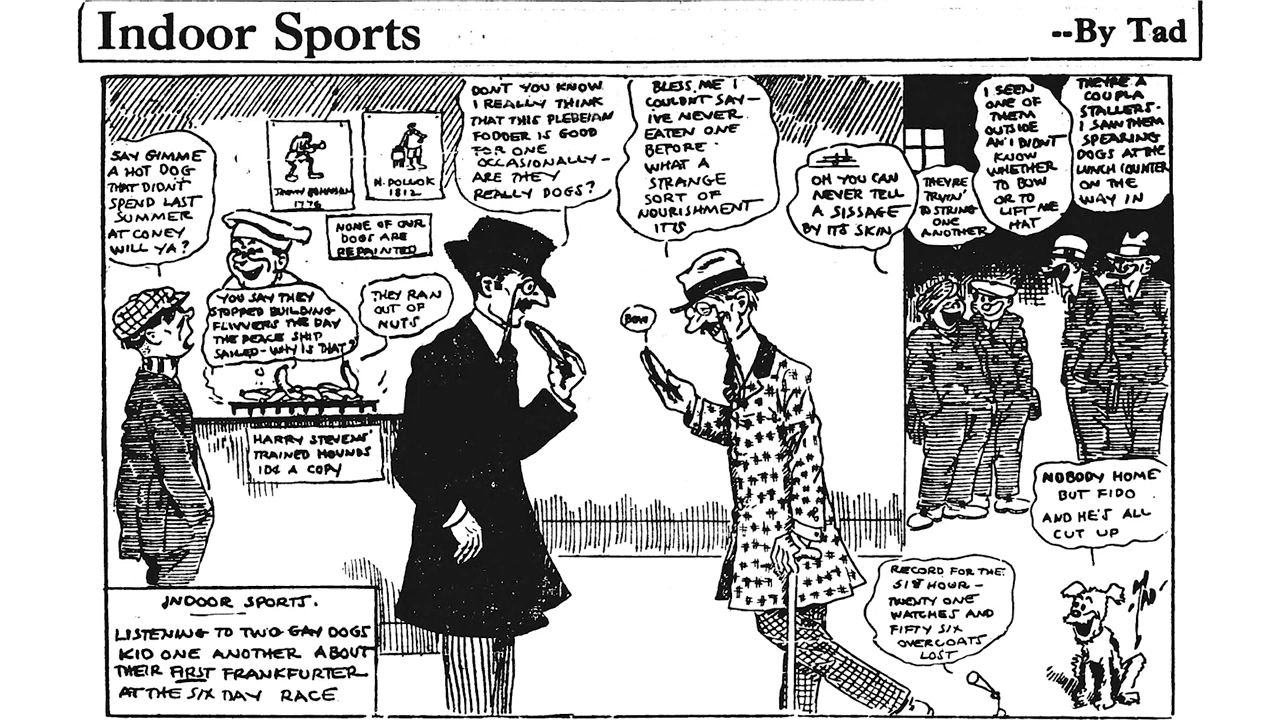 Indoor Sports
--By Tad
SAY GIMME
A HOT DOG
THAT DIDN'T
SPEND LAST
SUMMER
AT CONEY
WILL YA?
1776
N. POLLOK
1812
NONE OF OUR
DOGS ARE
REPAINTED
YOU SAY THEY
STOPPED BUILDING
FLIVVERS THE DAY
THE PEACE SHIP
SAILED - WHY IS THAT?
THEY RAN
OUT OF
NUTS
HARRY STEVENS'
TRAINED HOUNDS
10¢ A COPY
DON'T YOU KNOW
I REALLY THINK
THAT THIS PLEBEIAN
FODDER IS GOOD
FOR ONE
OCCASIONALLY -
ARE THEY
REALLY DOGS?
BLESS ME I
COULDN'T SAY -
IVE NEVER
EATEN ONE
BEFORE -
WHAT A
STRANGE
SORT OF
NOURISHMENT
IT IS
BOW
OH YOU CAN
NEVER TELL
A SISSAGE
BY ITS SKIN
THEY'RE
TRYIN'
TO STRING
ONE
ANOTHER
I SEEN
ONE OF
THEM
OUTSIDE
AN' I DIDN'T
KNOW
WHETHER
TO BOW
OR TO
LIFT ME
HAT
THEYRE A
COUPLA
STALLERS -
I SAW THEM
SPEARING
DOGS AT THE
LUNCH COUNTER
ON THE
WAY IN
NOBODY HOME
BUT FIDO
AND HE'S ALL
CUT UP
RECORD FOR THE
SIX HOUR -
TWENTY ONE
WATCHES AND
FIFTY SIX
OVERCOATS
LOST
INDOOR SPORTS.
LISTENING TO TWO GAY DOGS
KID ONE ANOTHER ABOUT
THEIR FIRST FRANKFURTER
AT THE SIX DAY RACE